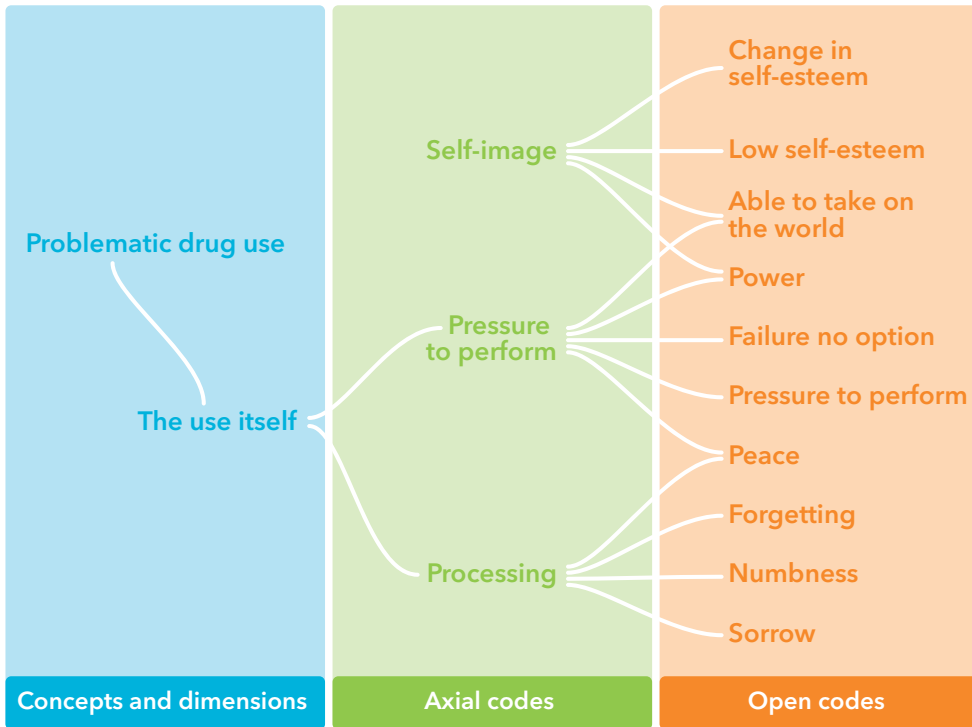 Problematic drug use
The use itself
Concepts and dimensions
Self-image
Pressure
to perform
Processing
Axial codes
Change in
self-esteem
Low self-esteem
Able to take on
the world
Power
Failure no option
Pressure to perform
Peace
Forgetting
Numbness
Sorrow
Open codes